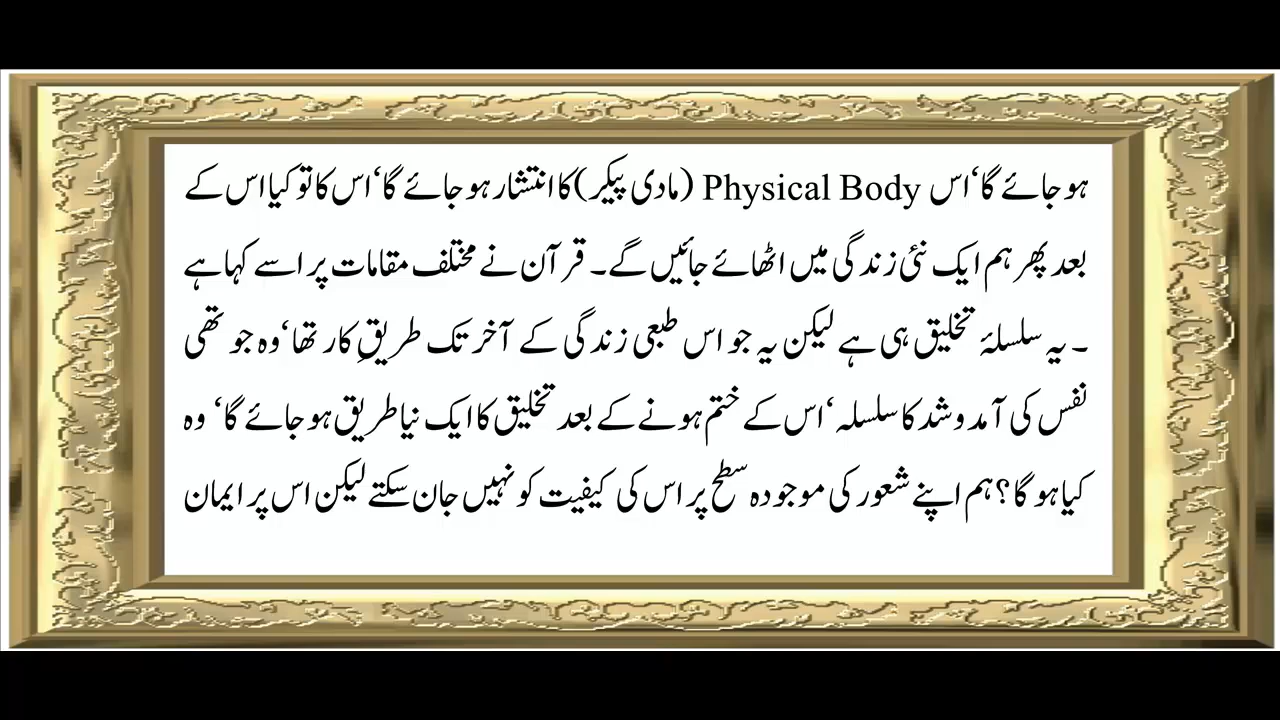 ہو جائے گا‘اس Physical Body (مادی پیکر)کا انتشار ہو جائے گا‘اس کا تو کیا اس کے
بعد پھر ہم ایک نئی زندگی میں اٹھائے جائیں گے۔ قرآن نے مختلف مقامات پر اسے کہا ہے
۔ یہ سلسلۂ تخلیق ہی ہے لیکن یہ جو اس طبعی زندگی کے آخر تک طریقِ کار تھا‘وہ جو تھی
نفس کی آمد و شد کا سلسلہ‘اس کے ختم ہونے کے بعد تخلیق کا ایک نیا طریق ہو جائے گا‘ وہ
کیا ہو گا؟ ہم اپنے شعور کی موجودہ سطح پر اس کی کیفیت کو نہیں جان سکتے لیکن اس پر ایمان